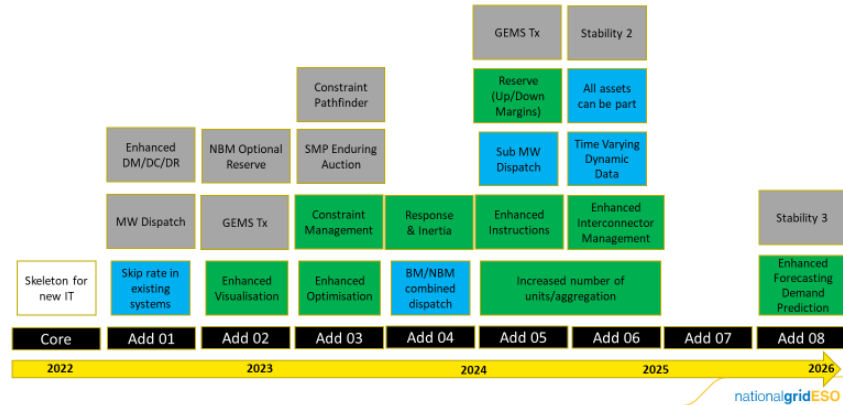 GEMS Tx
Stability 2
Constraint
Pathfinder
Reserve
(Up/Down
Margins)
All assets
can be part
Enhanced
DM/DC/DR
NBM Optional
Reserve
SMP Enduring
Auction
Sub MW
Dispatch
Time Varying
Dynamic
Data
MW Dispatch
GEMS Tx
Constraint
Management
Response
& Inertia
Enhanced
Instructions
Enhanced
Interconnector
Management
Stability 3
Skeleton for
new IT
Skip rate in
existing
systems
Enhanced
Visualisation
Enhanced
Optimisation
BM/NBM
combined
dispatch
Increased number of
units/aggregation
Enhanced
Forecasting
Demand
Prediction
Core
Add 01
Add 02
Add 03
Add 04
Add 05
Add 06
Add 07
Add 08
2022
2023
2024
2025
2026
nationalgridESO